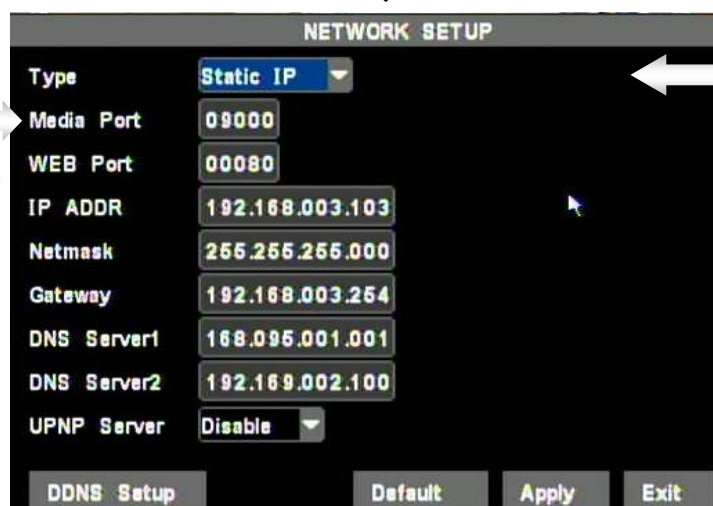 NETWORK SETUP
Type Static IP
Media Port 09000
WEB Port 00080
IP ADDR 192.168.003.103
Netmask 255.255.255.000
Gateway 192.168.003.254
DNS Server1 168.095.001.001
DNS Server2 192.169.002.100
UPNP Server Disable
DDNS Setup Default Apply Exit